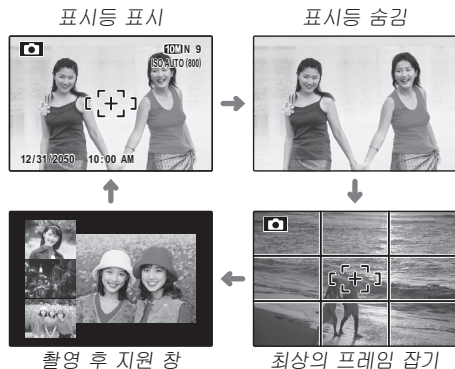 표시등 표시
표시등 숨김
10M N 9
ISO AUTO (800)
12/31/2050 10:00 AM
촬영 후 지원 창
최상의 프레임 잡기